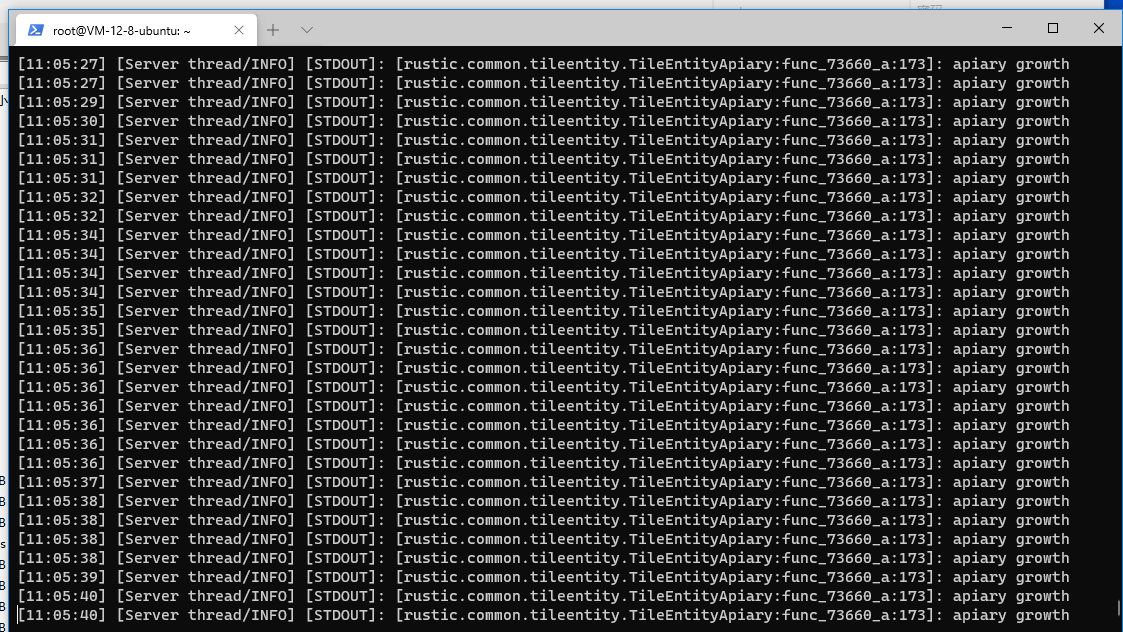 root@VM-12-8-ubuntu: ~
[11:05:27] [Server thread/INFO] [STDOUT]: [rustic.common.tileentity.TileEntityApiary:func_73660_a:173]: apiary growth
[11:05:27] [Server thread/INFO] [STDOUT]: [rustic.common.tileentity.TileEntityApiary:func_73660_a:173]: apiary growth
[11:05:29] [Server thread/INFO] [STDOUT]: [rustic.common.tileentity.TileEntityApiary:func_73660_a:173]: apiary growth
[11:05:30] [Server thread/INFO] [STDOUT]: [rustic.common.tileentity.TileEntityApiary:func_73660_a:173]: apiary growth
[11:05:31] [Server thread/INFO] [STDOUT]: [rustic.common.tileentity.TileEntityApiary:func_73660_a:173]: apiary growth
[11:05:31] [Server thread/INFO] [STDOUT]: [rustic.common.tileentity.TileEntityApiary:func_73660_a:173]: apiary growth
[11:05:31] [Server thread/INFO] [STDOUT]: [rustic.common.tileentity.TileEntityApiary:func_73660_a:173]: apiary growth
[11:05:32] [Server thread/INFO] [STDOUT]: [rustic.common.tileentity.TileEntityApiary:func_73660_a:173]: apiary growth
[11:05:32] [Server thread/INFO] [STDOUT]: [rustic.common.tileentity.TileEntityApiary:func_73660_a:173]: apiary growth
[11:05:34] [Server thread/INFO] [STDOUT]: [rustic.common.tileentity.TileEntityApiary:func_73660_a:173]: apiary growth
[11:05:34] [Server thread/INFO] [STDOUT]: [rustic.common.tileentity.TileEntityApiary:func_73660_a:173]: apiary growth
[11:05:34] [Server thread/INFO] [STDOUT]: [rustic.common.tileentity.TileEntityApiary:func_73660_a:173]: apiary growth
[11:05:34] [Server thread/INFO] [STDOUT]: [rustic.common.tileentity.TileEntityApiary:func_73660_a:173]: apiary growth
[11:05:35] [Server thread/INFO] [STDOUT]: [rustic.common.tileentity.TileEntityApiary:func_73660_a:173]: apiary growth
[11:05:35] [Server thread/INFO] [STDOUT]: [rustic.common.tileentity.TileEntityApiary:func_73660_a:173]: apiary growth
[11:05:36] [Server thread/INFO] [STDOUT]: [rustic.common.tileentity.TileEntityApiary:func_73660_a:173]: apiary growth
[11:05:36] [Server thread/INFO] [STDOUT]: [rustic.common.tileentity.TileEntityApiary:func_73660_a:173]: apiary growth
[11:05:36] [Server thread/INFO] [STDOUT]: [rustic.common.tileentity.TileEntityApiary:func_73660_a:173]: apiary growth
[11:05:36] [Server thread/INFO] [STDOUT]: [rustic.common.tileentity.TileEntityApiary:func_73660_a:173]: apiary growth
[11:05:36] [Server thread/INFO] [STDOUT]: [rustic.common.tileentity.TileEntityApiary:func_73660_a:173]: apiary growth
[11:05:36] [Server thread/INFO] [STDOUT]: [rustic.common.tileentity.TileEntityApiary:func_73660_a:173]: apiary growth
[11:05:36] [Server thread/INFO] [STDOUT]: [rustic.common.tileentity.TileEntityApiary:func_73660_a:173]: apiary growth
[11:05:37] [Server thread/INFO] [STDOUT]: [rustic.common.tileentity.TileEntityApiary:func_73660_a:173]: apiary growth
[11:05:38] [Server thread/INFO] [STDOUT]: [rustic.common.tileentity.TileEntityApiary:func_73660_a:173]: apiary growth
[11:05:38] [Server thread/INFO] [STDOUT]: [rustic.common.tileentity.TileEntityApiary:func_73660_a:173]: apiary growth
[11:05:38] [Server thread/INFO] [STDOUT]: [rustic.common.tileentity.TileEntityApiary:func_73660_a:173]: apiary growth
[11:05:38] [Server thread/INFO] [STDOUT]: [rustic.common.tileentity.TileEntityApiary:func_73660_a:173]: apiary growth
[11:05:39] [Server thread/INFO] [STDOUT]: [rustic.common.tileentity.TileEntityApiary:func_73660_a:173]: apiary growth
[11:05:40] [Server thread/INFO] [STDOUT]: [rustic.common.tileentity.TileEntityApiary:func_73660_a:173]: apiary growth
[11:05:40] [Server thread/INFO] [STDOUT]: [rustic.common.tileentity.TileEntityApiary:func_73660_a:173]: apiary growth